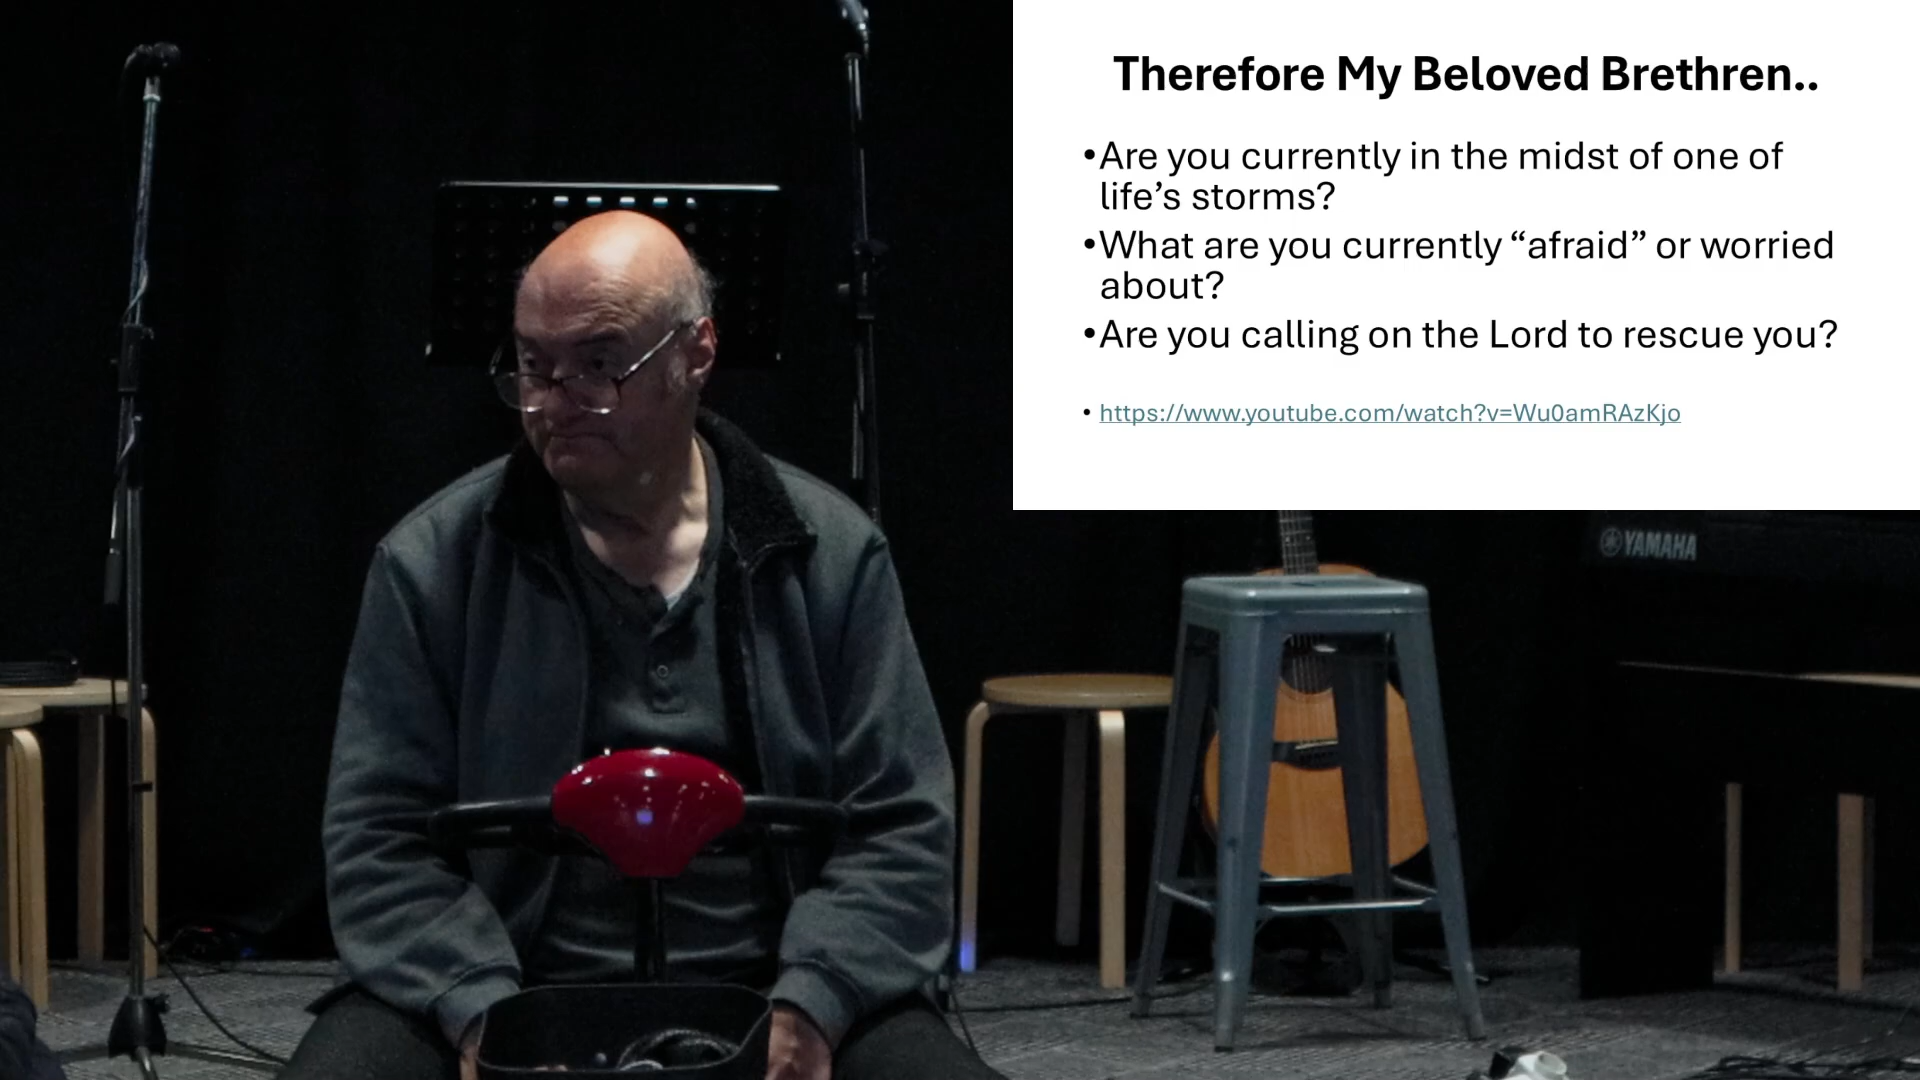 Therefore My Beloved Brethren..
•Are you currently in the midst of one of
life’s storms?
•What are you currently “afraid” or worried
about?
•Are you calling on the Lord to rescue you?
• https://www.youtube.com/watch?v=Wu0amRAzKjo
YAMAHA